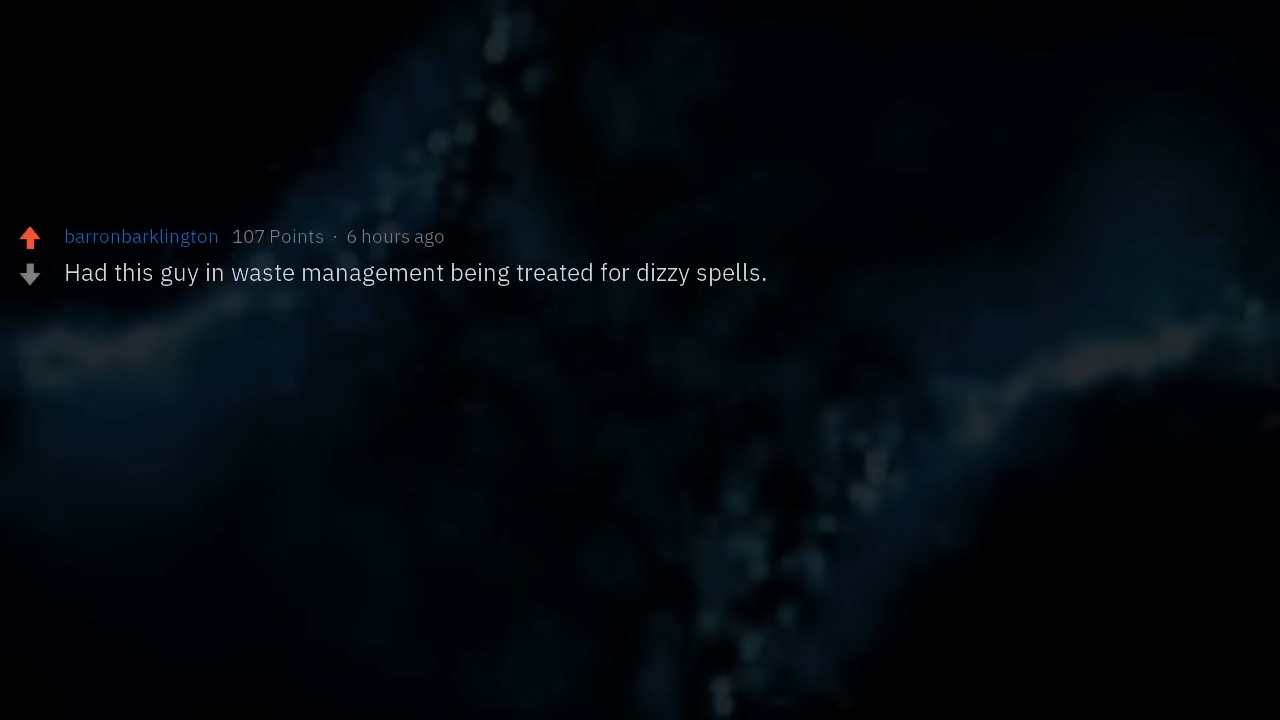 barronbarklington 107 Points · 6 hours ago
Had this guy in waste management being treated for dizzy spells.